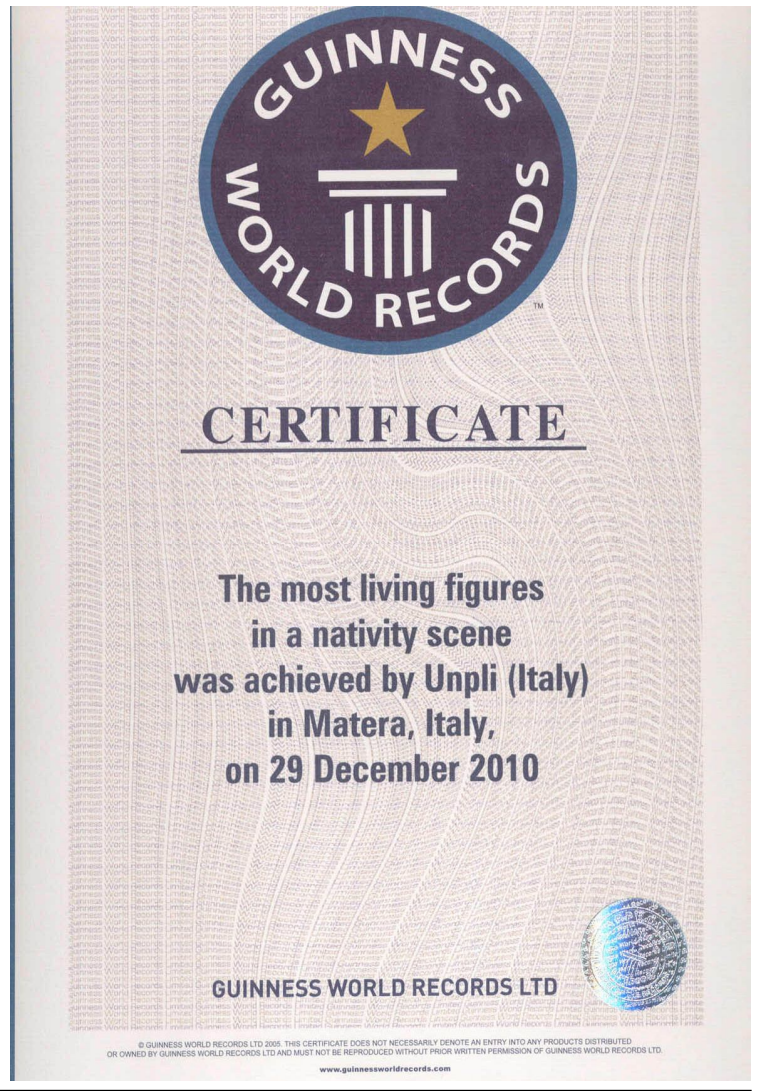 GUINNESS
WORLD RECORDS
TM
CERTIFICATE
The most living figures
in a nativity scene
was achieved by Unpli (Italy)
in Matera, Italy,
on 29 December 2010
GUINNESS WORLD RECORDS LTD
© GUINNESS WORLD RECORDS LTD 2005. THIS CERTIFICATE DOES NOT NECESSARILY DENOTE AN ENTRY INTO ANY PRODUCTS DISTRIBUTED
OR OWNED BY GUINNESS WORLD RECORDS LTD AND MUST NOT BE REPRODUCED WITHOUT PRIOR WRITTEN PERMISSION OF GUINNESS WORLD RECORDS LTD.
www.guinnessworldrecords.com